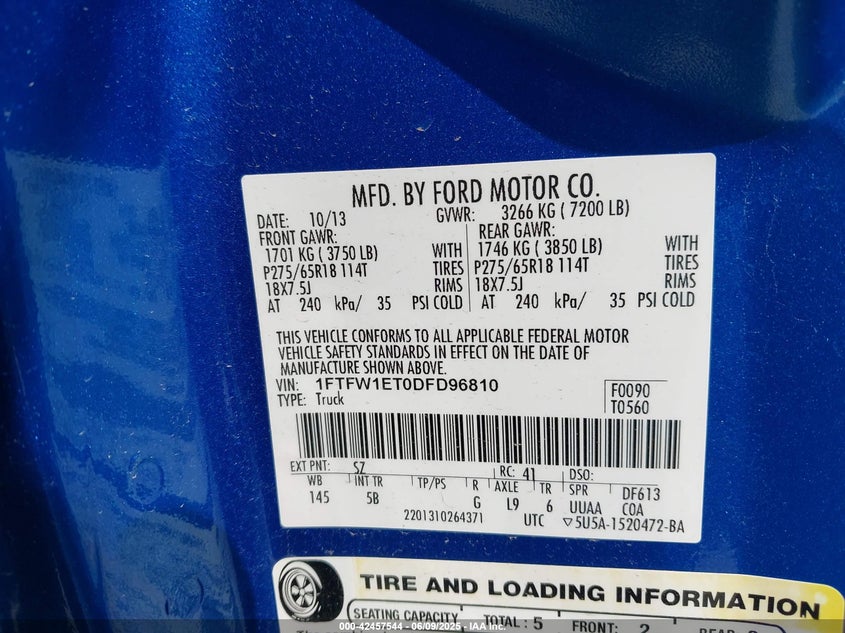 MFD. BY FORD MOTOR CO.
DATE: 10/13 GVWR: 3266 KG ( 7200 LB)
FRONT GAWR: REAR GAWR:
1701 KG ( 3750 LB) WITH 1746 KG ( 3850 LB) WITH
P275/65R18 114T TIRES P275/65R18 114T TIRES
18X7.5J RIMS 18X7.5J RIMS
AT 240 kPa/ 35 PSI COLD AT 240 kPa/ 35 PSI COLD
THIS VEHICLE CONFORMS TO ALL APPLICABLE FEDERAL MOTOR
VEHICLE SAFETY STANDARDS IN EFFECT ON THE DATE OF
MANUFACTURE SHOWN ABOVE.
VIN: 1FTFW1ET0DFD96810 F0090
TYPE: Truck T0560
EXT PNT: SZ RC: 41 DSO:
WB INT TR TP/PS R AXLE TR SPR DF613
145 5B G L9 6 UUAA COA
2201310264371 UTC ▽5U5A-1520472-BA
TIRE AND LOADING INFORMATION
SEATING CAPACITY TOTAL: 5 FRONT: 2
000-42457544 - 06/09/2025 - IAA Inc.